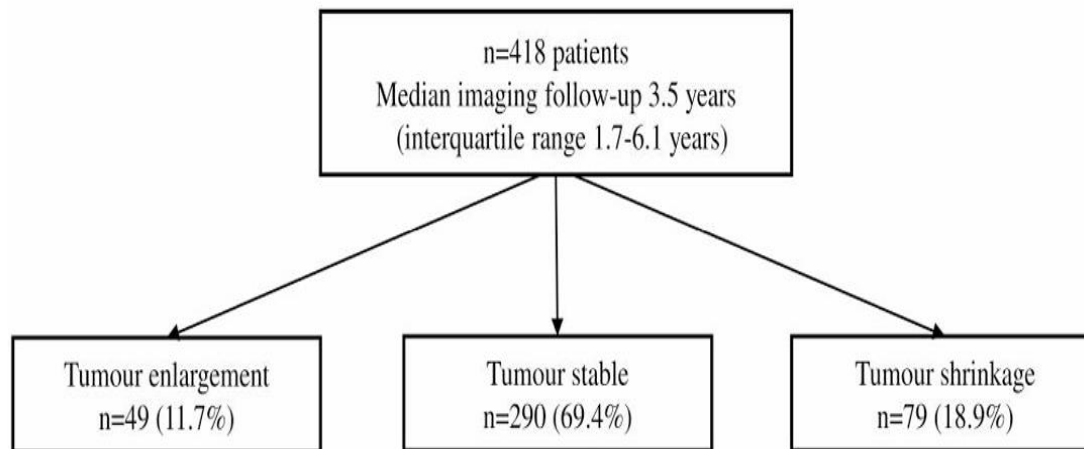 n=418 patients
Median imaging follow-up 3.5 years
(interquartile range 1.7-6.1 years)
Tumour enlargement
n=49 (11.7%)
Tumour stable
n=290 (69.4%)
Tumour shrinkage
n=79 (18.9%)